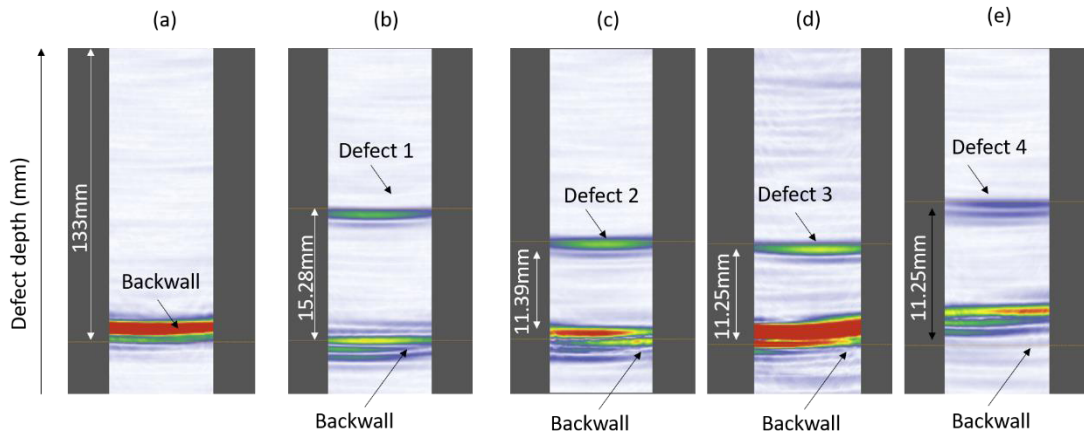 (a)
(b)
(c)
(d)
(e)
Defect depth (mm)
133mm
Backwall
Defect 1
15.28mm
Backwall
Defect 2
11.39mm
Backwall
Defect 3
11.25mm
Backwall
Defect 4
11.25mm
Backwall